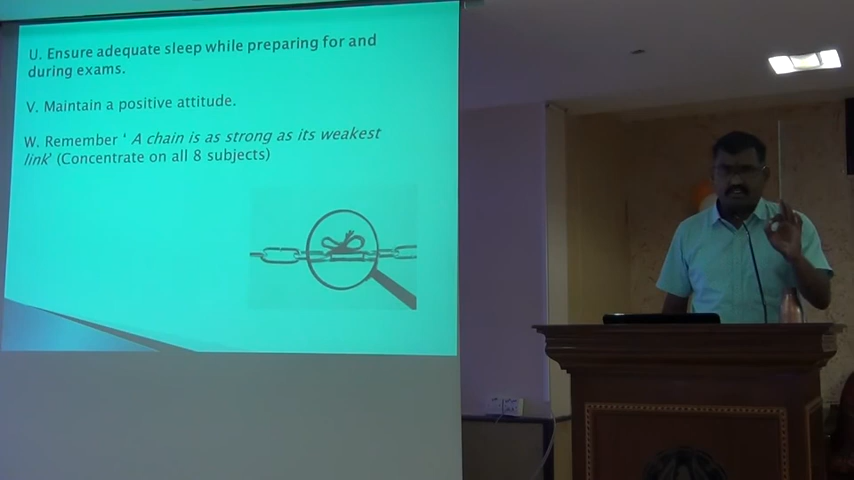 U. Ensure adequate sleep while preparing for and
during exams.
V. Maintain a positive attitude.
W. Remember ‘ A chain is as strong as its weakest
link’ (Concentrate on all 8 subjects)